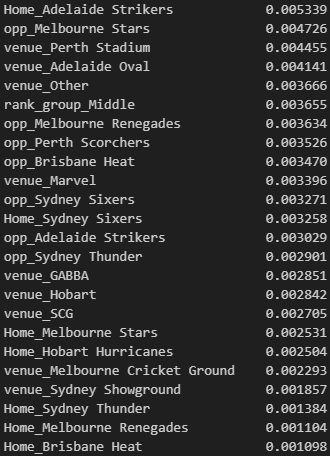 Home_Adelaide Strikers 0.005339
opp_Melbourne Stars 0.004726
venue_Perth Stadium 0.004455
venue_Adelaide Oval 0.004141
venue_Other 0.003666
rank_group_Middle 0.003655
opp_Melbourne Renegades 0.003634
opp_Perth Scorchers 0.003526
opp_Brisbane Heat 0.003470
venue_Marvel 0.003396
opp_Sydney Sixers 0.003271
Home_Sydney Sixers 0.003258
opp_Adelaide Strikers 0.003029
opp_Sydney Thunder 0.002901
venue_GABBA 0.002851
venue_Hobart 0.002842
venue_SCG 0.002705
Home_Melbourne Stars 0.002531
Home_Hobart Hurricanes 0.002504
venue_Melbourne Cricket Ground 0.002293
venue_Sydney Showground 0.001857
Home_Sydney Thunder 0.001384
Home_Melbourne Renegades 0.001104
Home_Brisbane Heat 0.001098